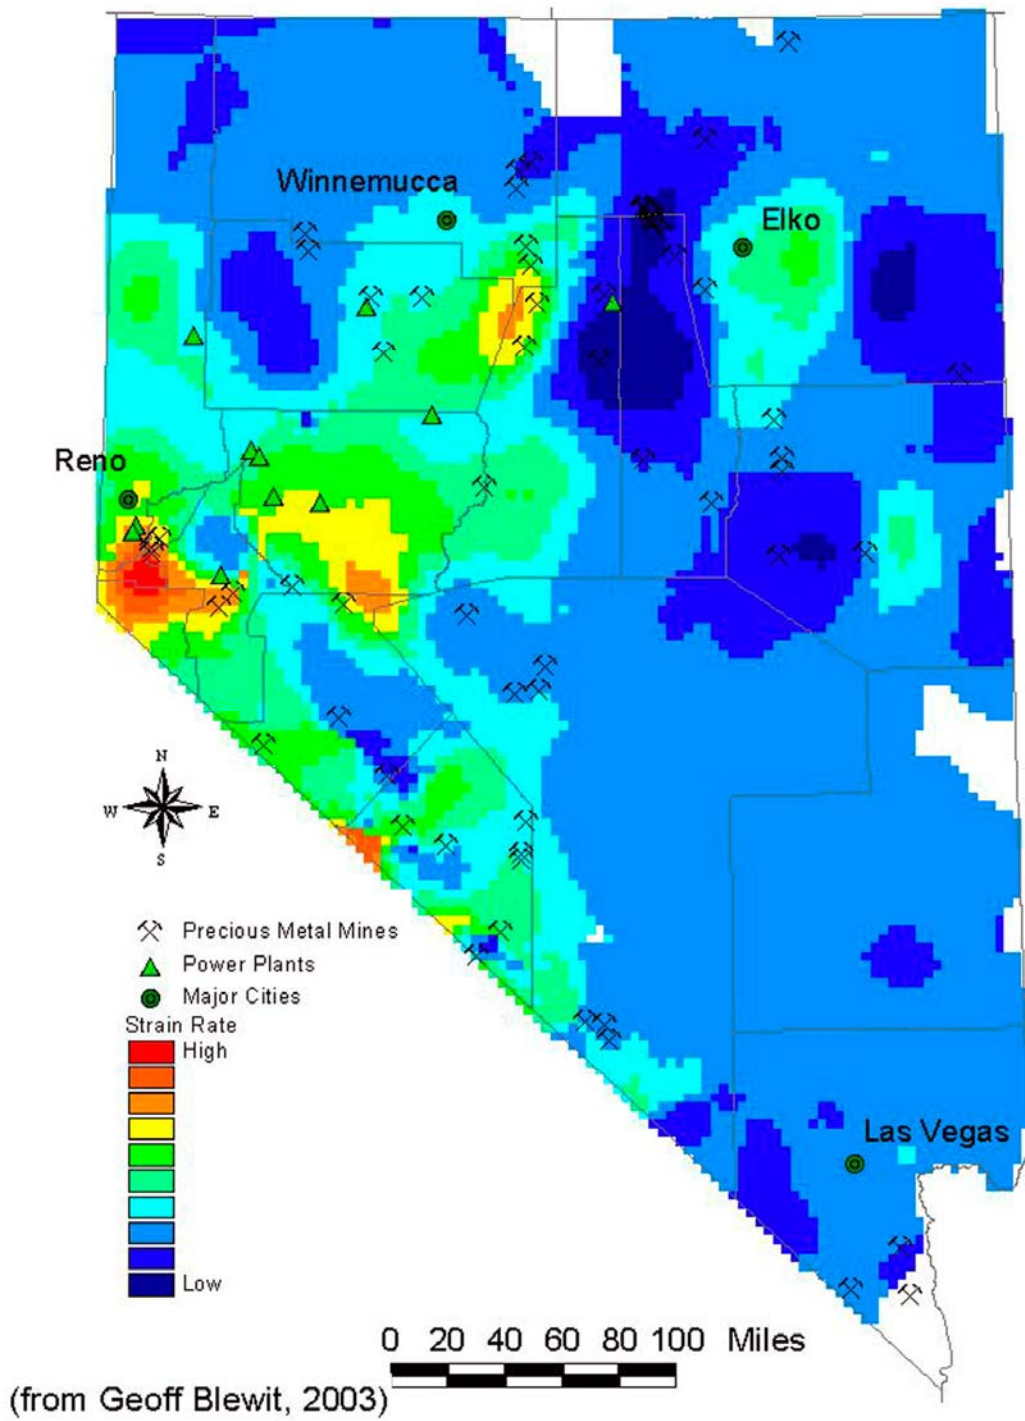 Winnemucca
Elko
Reno
N
W E
S
Precious Metal Mines
Power Plants
Major Cities
Strain Rate
High
Low
Las Vegas
0 20 40 60 80 100 Miles
(from Geoff Blewit, 2003)